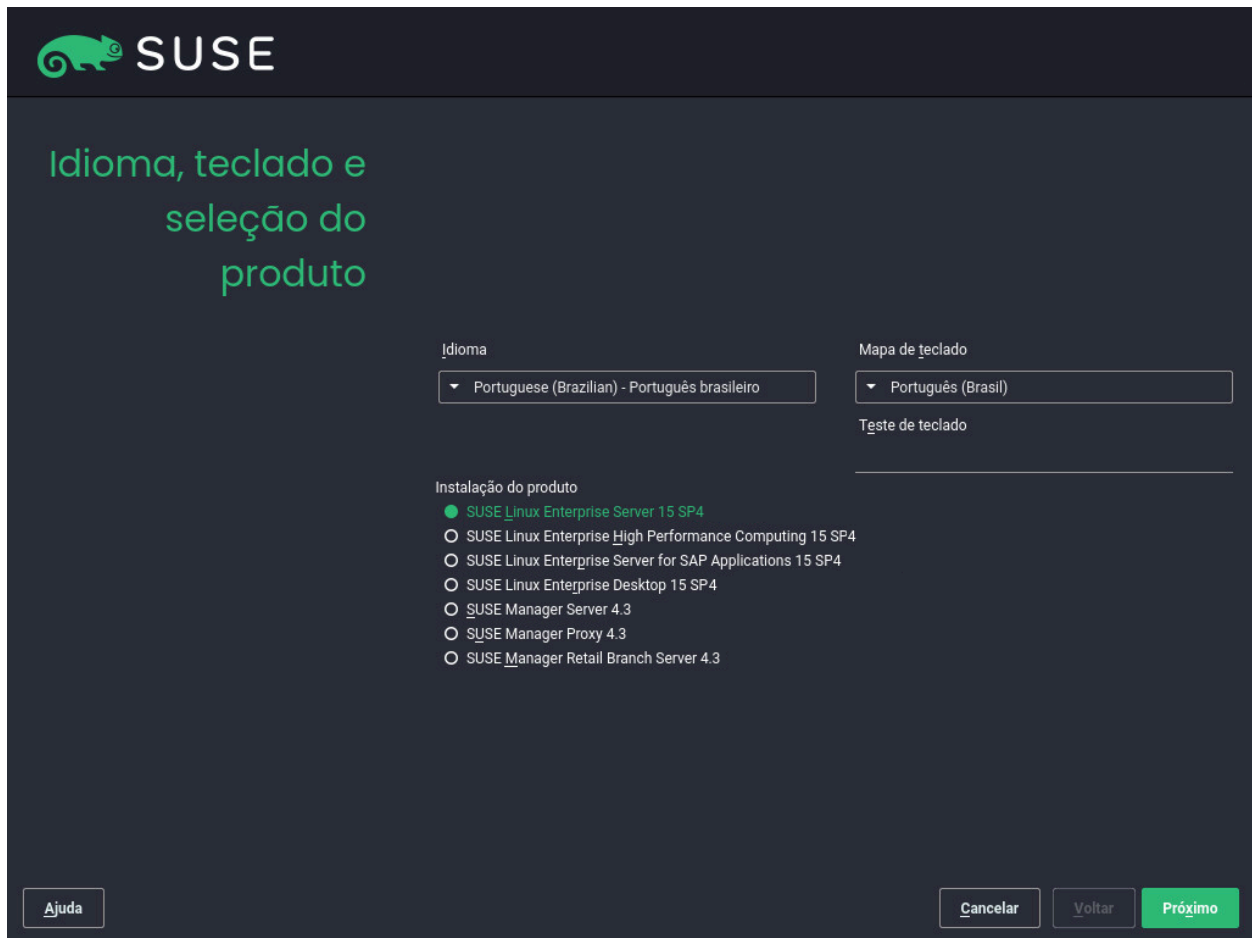 SUSE
Idioma, teclado e
seleção do
produto
Idioma
Mapa de teclado
Portuguese (Brazilian) - Português brasileiro
Português (Brasil)
Teste de teclado
Instalação do produto
SUSE Linux Enterprise Server 15 SP4
SUSE Linux Enterprise High Performance Computing 15 SP4
SUSE Linux Enterprise Server for SAP Applications 15 SP4
SUSE Linux Enterprise Desktop 15 SP4
SUSE Manager Server 4.3
SUSE Manager Proxy 4.3
SUSE Manager Retail Branch Server 4.3
Ajuda
Cancelar
Voltar
Próximo